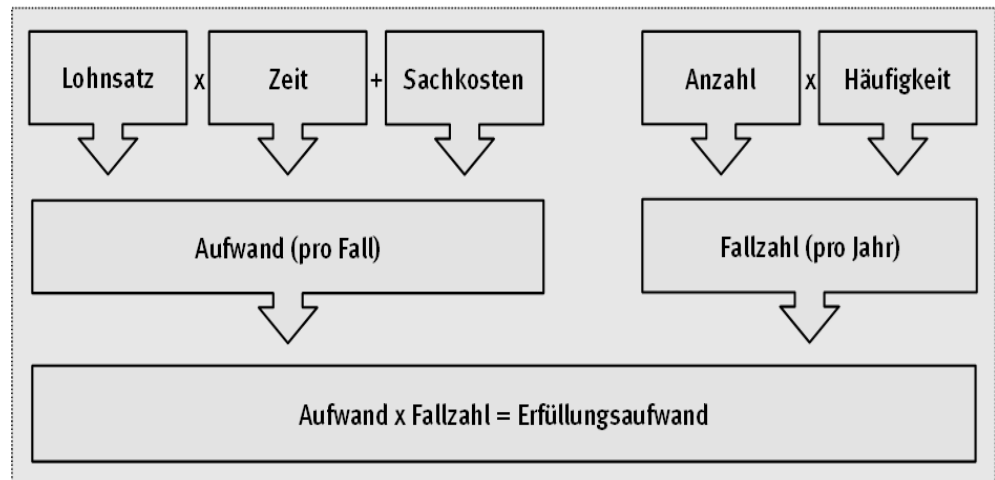 Lohnsatz x Zeit + Sachkosten Anzahl x Häufigkeit
Aufwand (pro Fall) Fallzahl (pro Jahr)
Aufwand x Fallzahl = Erfüllungsaufwand